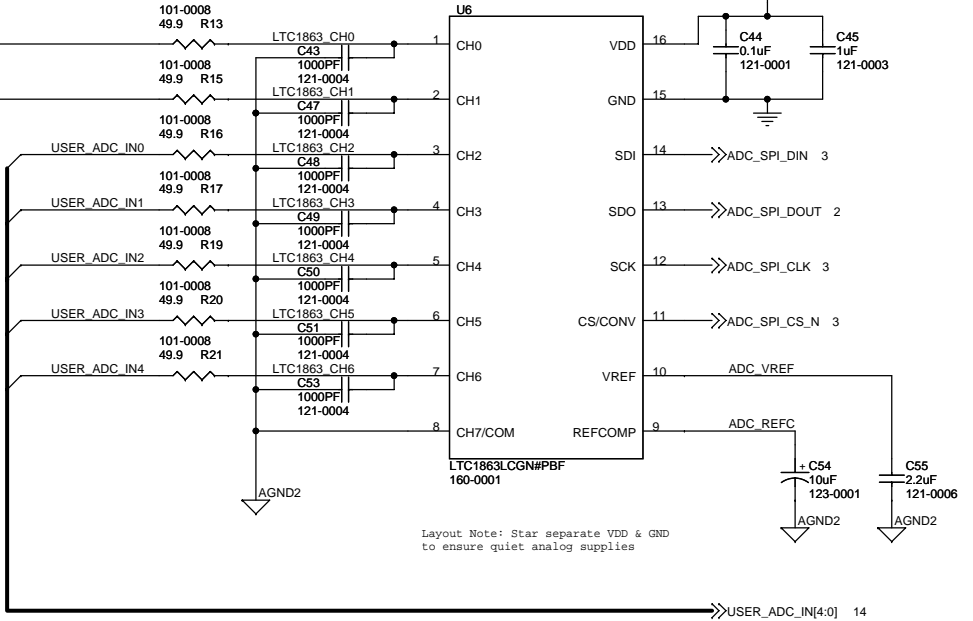 101-0008
49.9 R13
LTC1863_CH0
C43
1000PF
121-0004
101-0008
49.9 R15
LTC1863_CH1
C47
1000PF
121-0004
101-0008
49.9 R16
USER_ADC_IN0
LTC1863_CH2
C48
1000PF
121-0004
101-0008
49.9 R17
USER_ADC_IN1
LTC1863_CH3
C49
1000PF
121-0004
101-0008
49.9 R19
USER_ADC_IN2
LTC1863_CH4
C50
1000PF
121-0004
101-0008
49.9 R20
USER_ADC_IN3
LTC1863_CH5
C51
1000PF
121-0004
101-0008
49.9 R21
USER_ADC_IN4
LTC1863_CH6
C53
1000PF
121-0004
AGND2
U6
1 CH0 VDD 16
2 CH1 GND 15
3 CH2 SDI 14
4 CH3 SDO 13
5 CH4 SCK 12
6 CH5 CS/CONV 11
7 CH6 VREF 10
8 CH7/COM REFCOMP 9
LTC1863LCGN#PBF
160-0001
C44
0.1uF
121-0001
C45
1uF
121-0003
ADC_SPI_DIN 3
ADC_SPI_DOUT 2
ADC_SPI_CLK 3
ADC_SPI_CS_N 3
ADC_VREF
ADC_REFC
+ C54
10uF
123-0001
AGND2
C55
2.2uF
121-0006
AGND2
Layout Note: Star separate VDD & GND
to ensure quiet analog supplies
USER_ADC_IN[4:0] 14